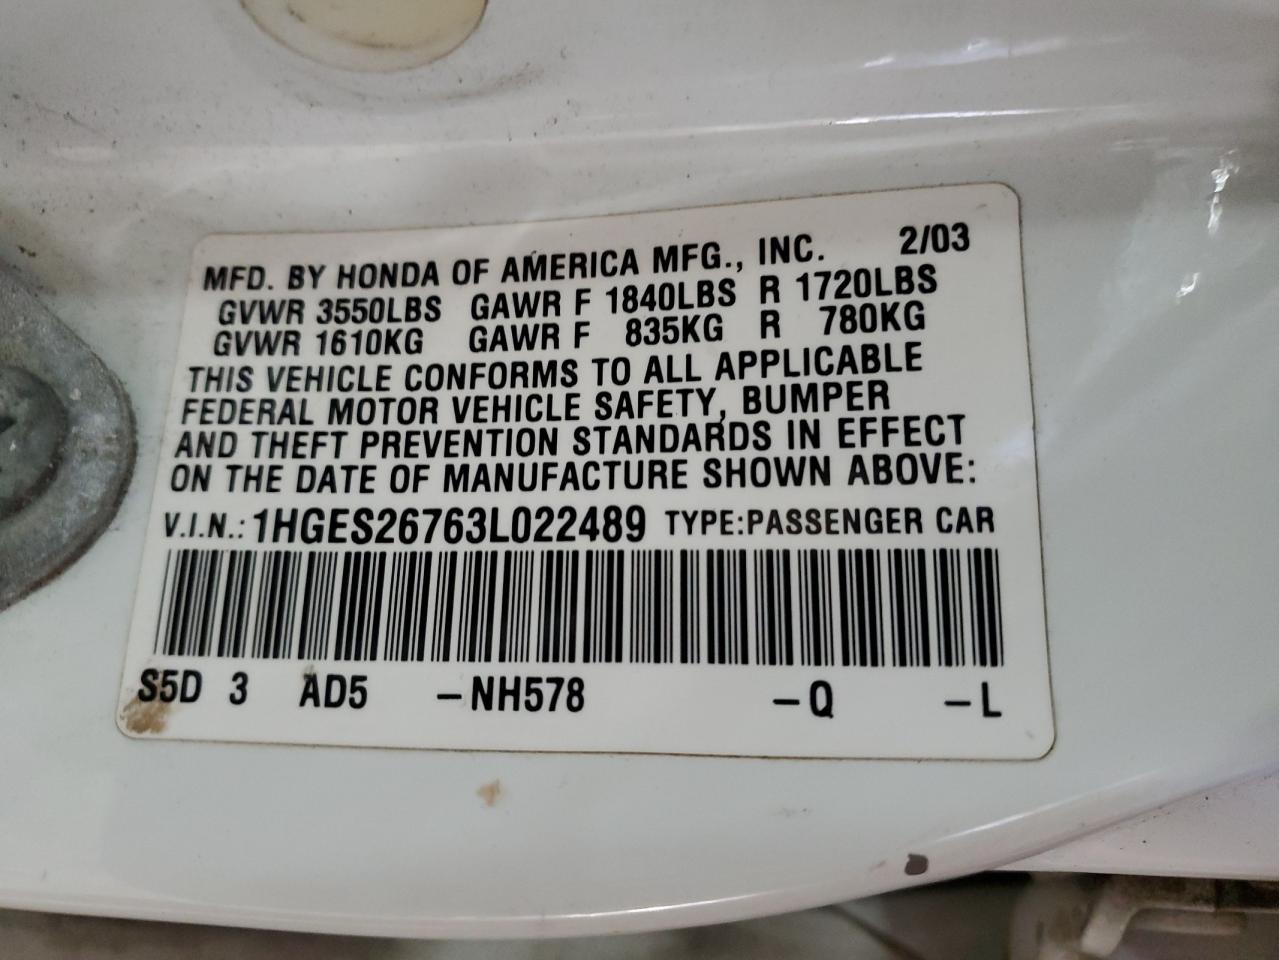 MFD. BY HONDA OF AMERICA MFG., INC. 2/03
GVWR 3550LBS GAWR F 1840LBS R 1720LBS
GVWR 1610KG GAWR F 835KG R 780KG
THIS VEHICLE CONFORMS TO ALL APPLICABLE
FEDERAL MOTOR VEHICLE SAFETY, BUMPER
AND THEFT PREVENTION STANDARDS IN EFFECT
ON THE DATE OF MANUFACTURE SHOWN ABOVE:
V.I.N.: 1HGES26763L022489 TYPE:PASSENGER CAR
S5D 3 AD5 –NH578 –Q –L